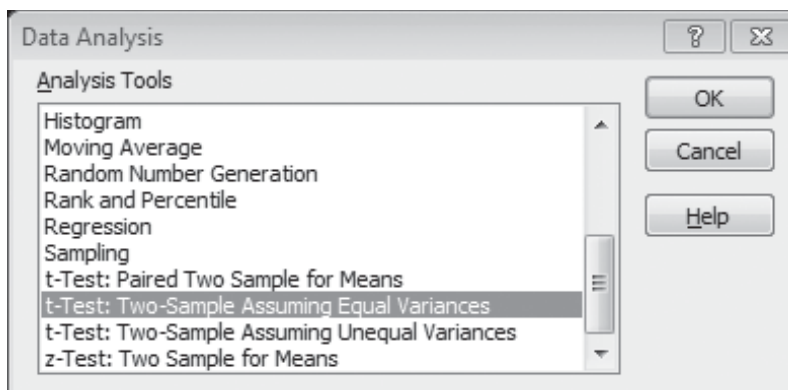 Data Analysis
Analysis Tools
Histogram
Moving Average
Random Number Generation
Rank and Percentile
Regression
Sampling
t-Test: Paired Two Sample for Means
t-Test: Two-Sample Assuming Equal Variances
t-Test: Two-Sample Assuming Unequal Variances
z-Test: Two Sample for Means
OK
Cancel
Help